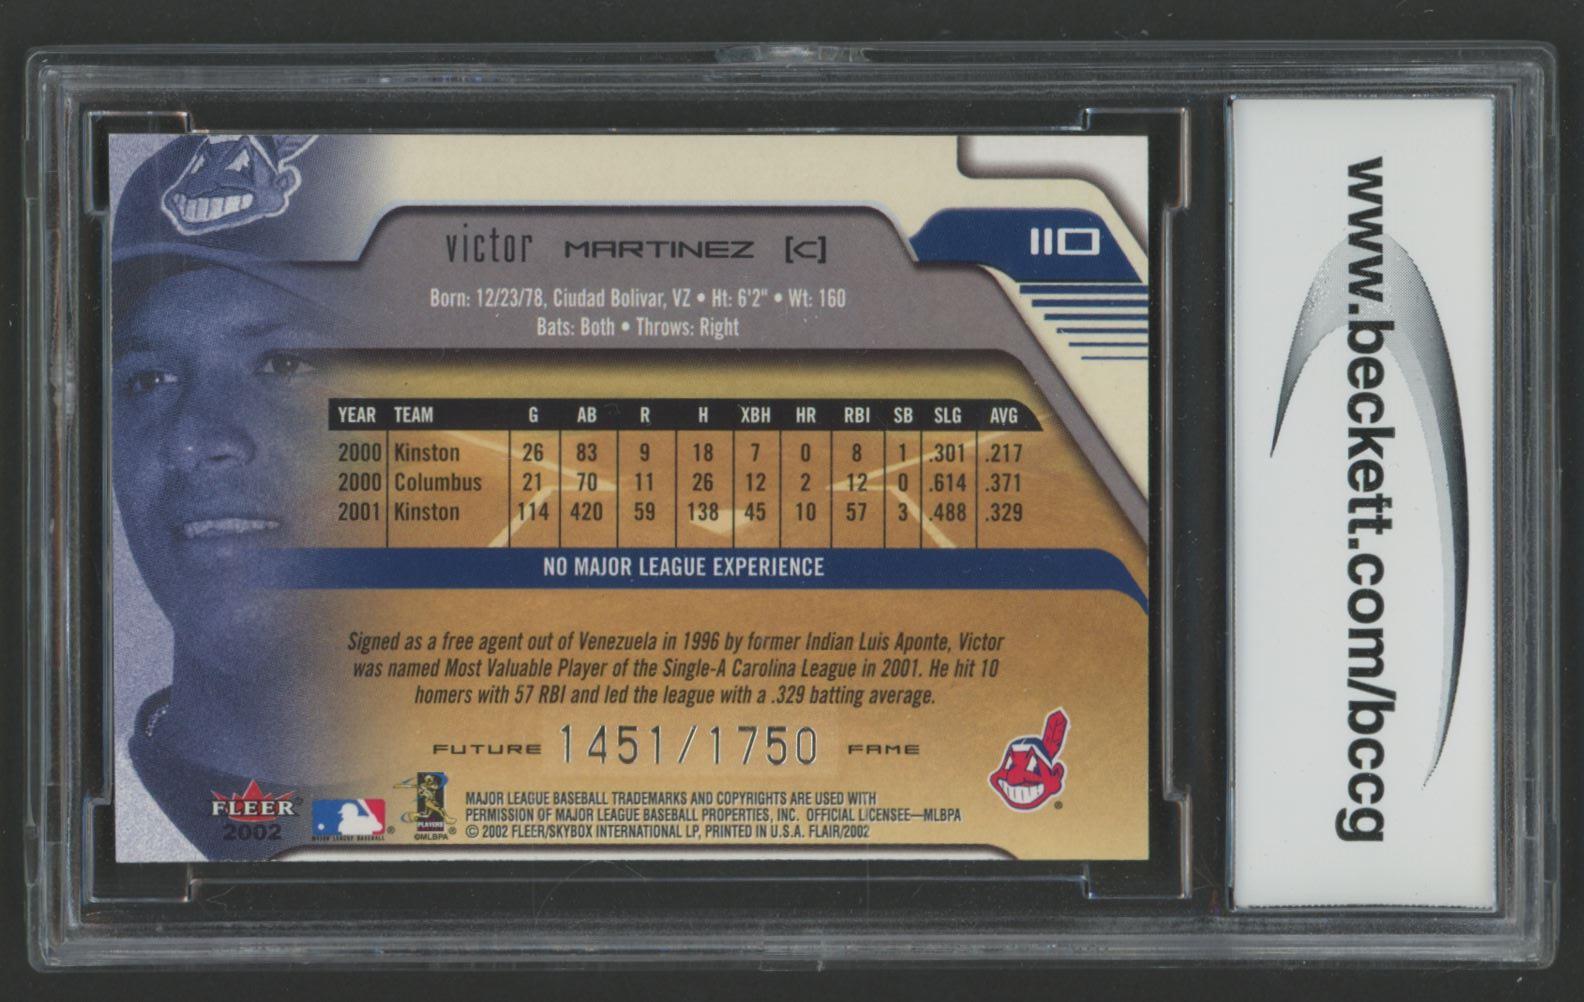 victor MARTINEZ [C]
110
Born: 12/23/78, Ciudad Bolivar, VZ • Ht: 6'2" • Wt: 160
Bats: Both • Throws: Right
YEAR TEAM G AB R H XBH HR RBI SB SLG AVG
2000 Kinston 26 83 9 18 7 0 8 1 .301 .217
2000 Columbus 21 70 11 26 12 2 12 0 .614 .371
2001 Kinston 114 420 59 138 45 10 57 3 .488 .329
NO MAJOR LEAGUE EXPERIENCE
Signed as a free agent out of Venezuela in 1996 by former Indian Luis Aponte, Victor
was named Most Valuable Player of the Single-A Carolina League in 2001. He hit 10
homers with 57 RBI and led the league with a .329 batting average.
FUTURE 1451/1750 FAME
FLEER
2002
MAJOR LEAGUE BASEBALL
PLAYERS
©MLBPA
MAJOR LEAGUE BASEBALL TRADEMARKS AND COPYRIGHTS ARE USED WITH
PERMISSION OF MAJOR LEAGUE BASEBALL PROPERTIES, INC. OFFICIAL LICENSEE—MLBPA
© 2002 FLEER/SKYBOX INTERNATIONAL LP, PRINTED IN U.S.A. FLAIR/2002
www.beckett.com/bccg